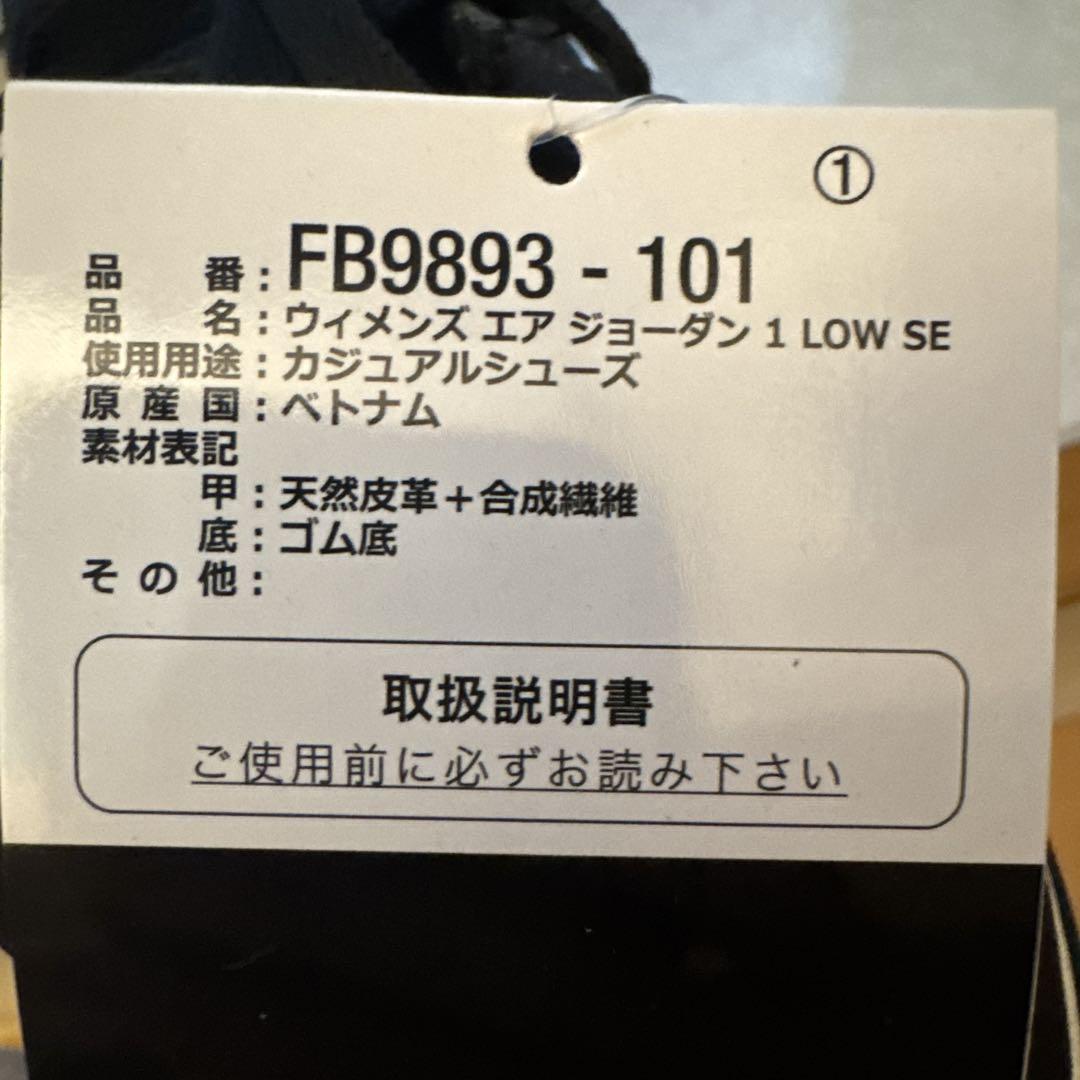 ①
品番:FB9893-101
品名:ウィメンズ エア ジョーダン 1 LOW SE
使用用途:カジュアルシューズ
原産国:ベトナム
素材表記
甲:天然皮革+合成繊維
底:ゴム底
その他:
取扱説明書
ご使用前に必ずお読み下さい